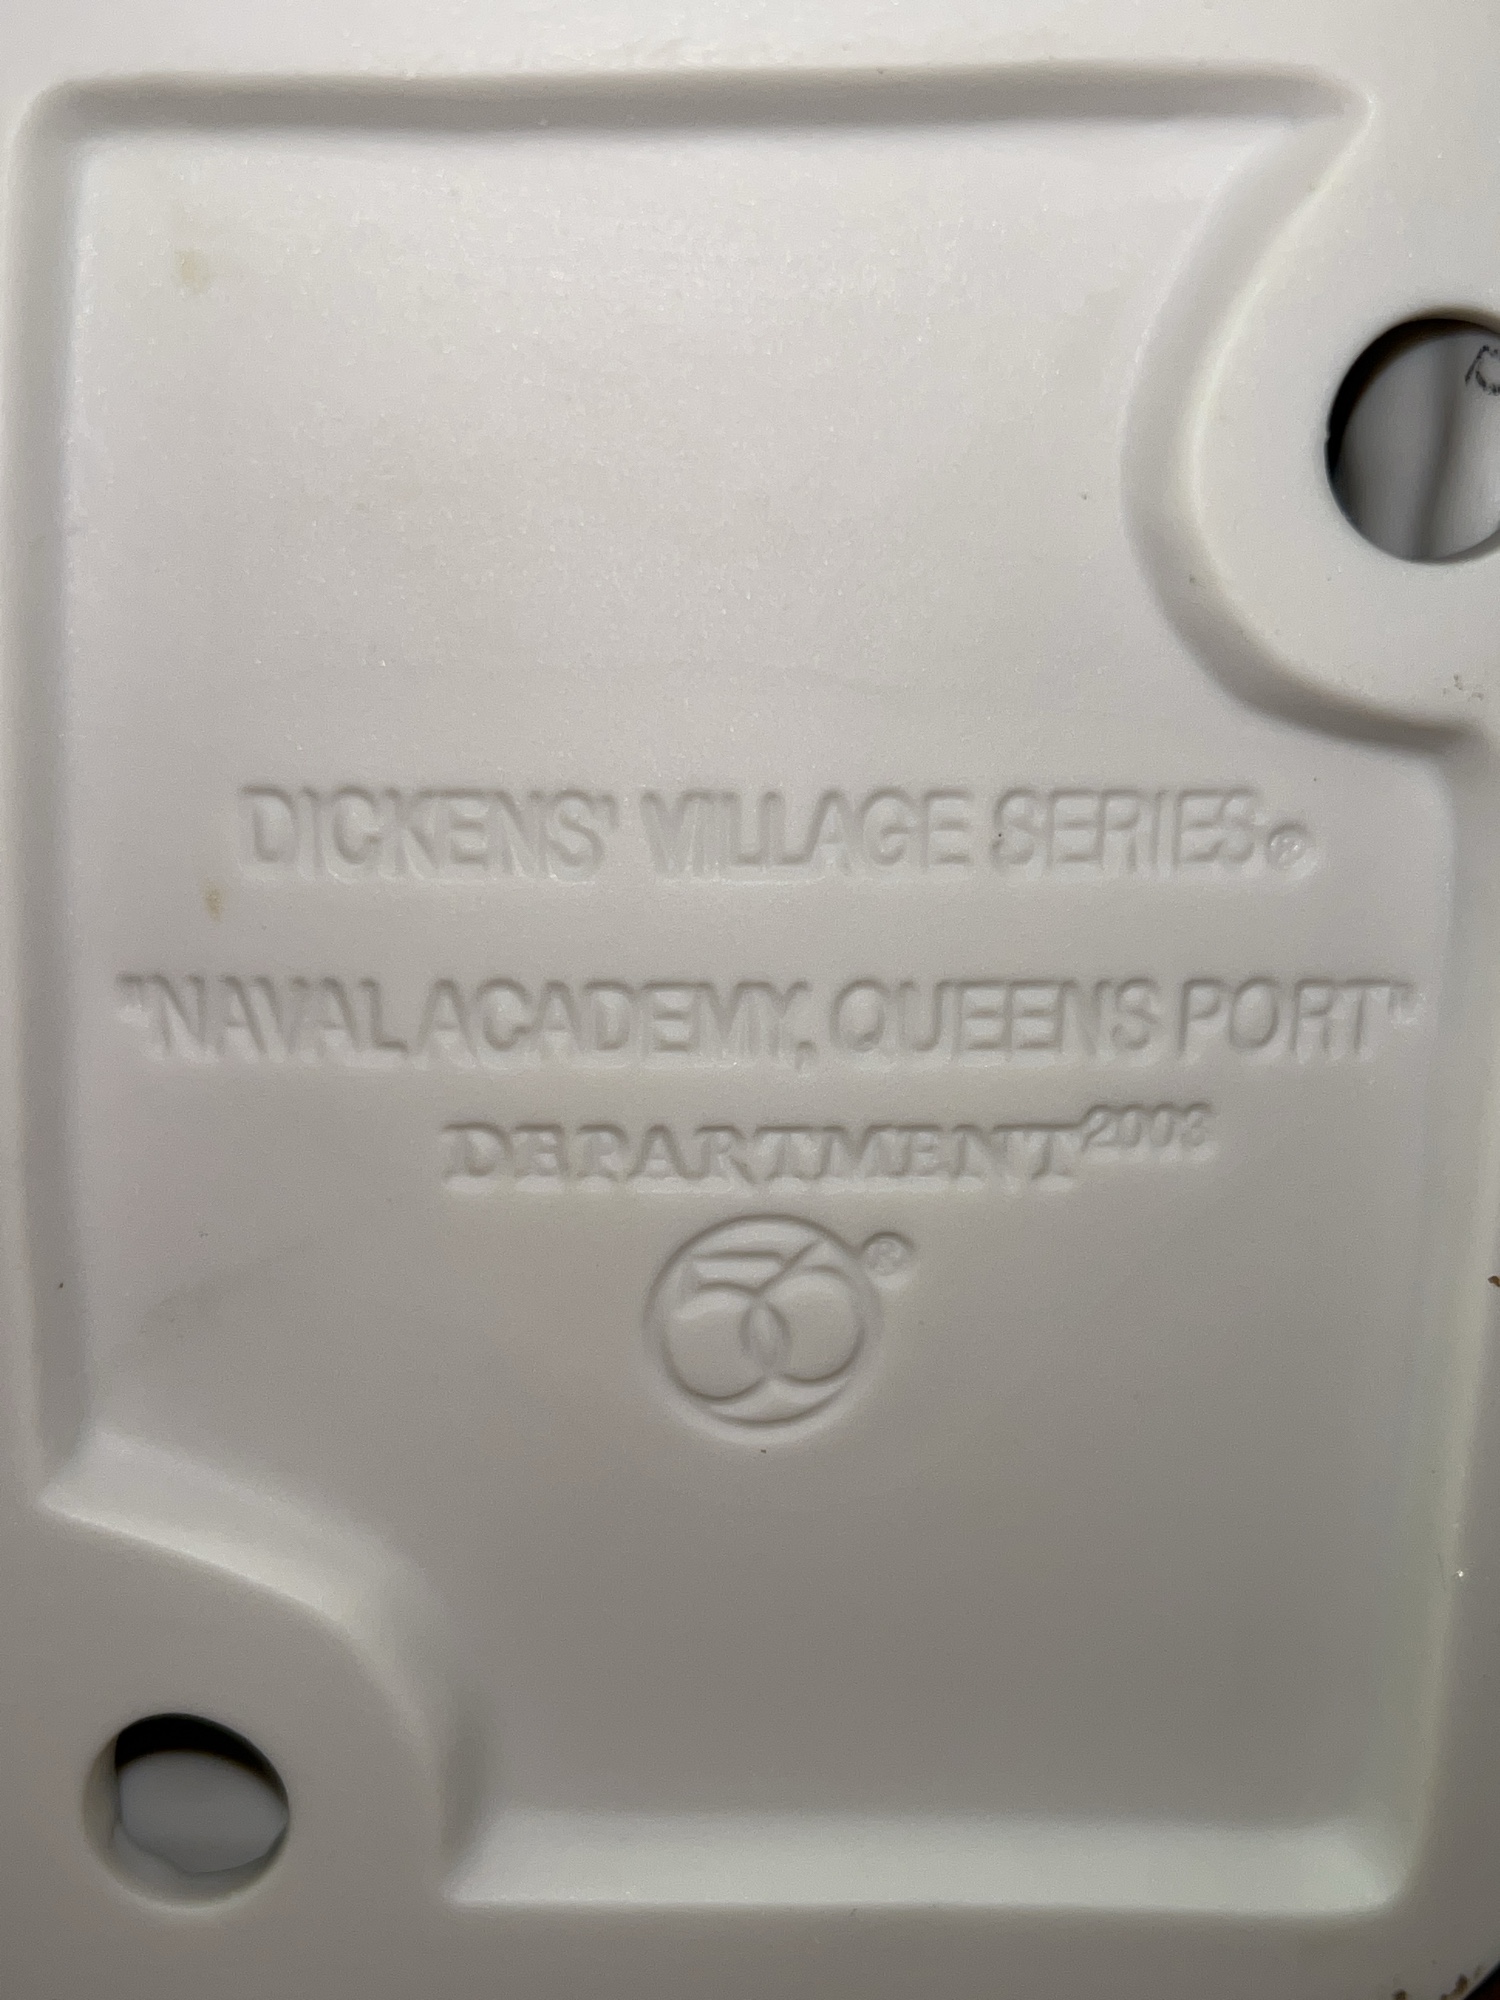 DICKENS' VILLAGE SERIES®
"NAVAL ACADEMY, QUEENS PORT"
DEPARTMENT 2003
56®